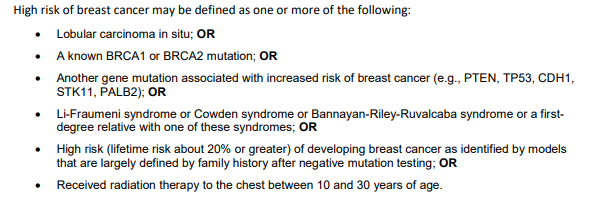 High risk of breast cancer may be defined as one or more of the following:
• Lobular carcinoma in situ; OR
• A known BRCA1 or BRCA2 mutation; OR
• Another gene mutation associated with increased risk of breast cancer (e.g., PTEN, TP53, CDH1,
STK11, PALB2); OR
• Li-Fraumeni syndrome or Cowden syndrome or Bannayan-Riley-Ruvalcaba syndrome or a first-
degree relative with one of these syndromes; OR
• High risk (lifetime risk about 20% or greater) of developing breast cancer as identified by models
that are largely defined by family history after negative mutation testing; OR
• Received radiation therapy to the chest between 10 and 30 years of age.